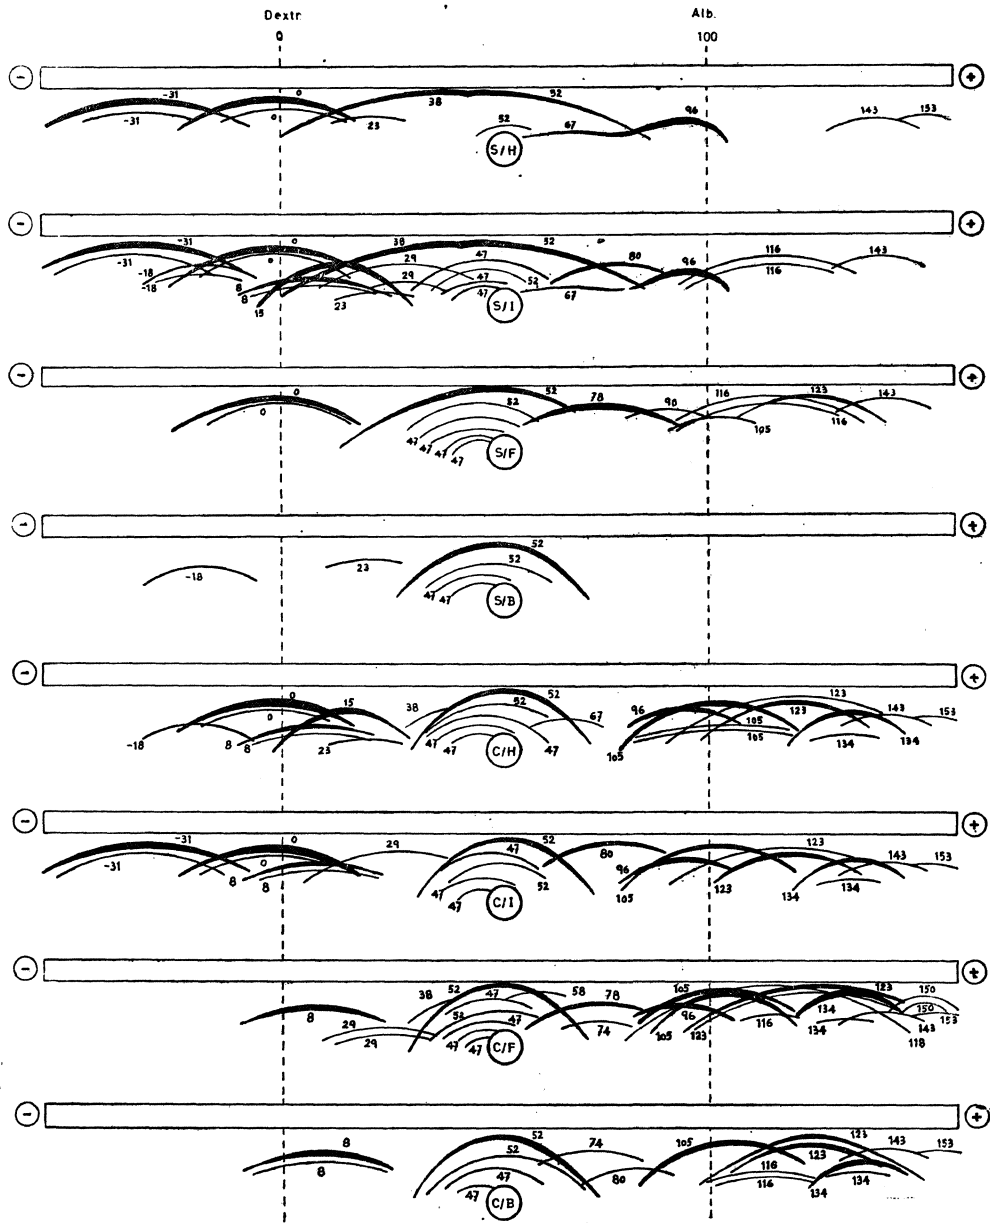 Dextr. Alb.
0 100
- +
-31 0 38 52 96 143 153
-31 0 23 52 67
S/H
- +
-31 0 38 52 80 96 116 143
-31 -18 0 29 47 116
-18 8 8 29 47 52
15 23 47 67
S/I
- +
0 52 78 90 116 123 143
0 52 105 116
47 47 47 47
S/F
- +
52
-18 23 52
47 47
S/B
- +
0 15 38 52 52 67 96 123 123 143 153
0 105
-18 8 8 23 47 47 47 105 105 134 134
C/H
- +
-31 0 29 47 52 80 123 143 153
-31 0 96
8 8 47 47 52 105 123 134 134
C/I
- +
38 52 47 58 78 105 123 150
8 52 47 96 134 150
29 74 116 153
29 47 47 105 123 134 143
118
C/F
- +
8 52 74 105 123 143 153
52 123
8 47 80 116 134
47 116 134
C/B